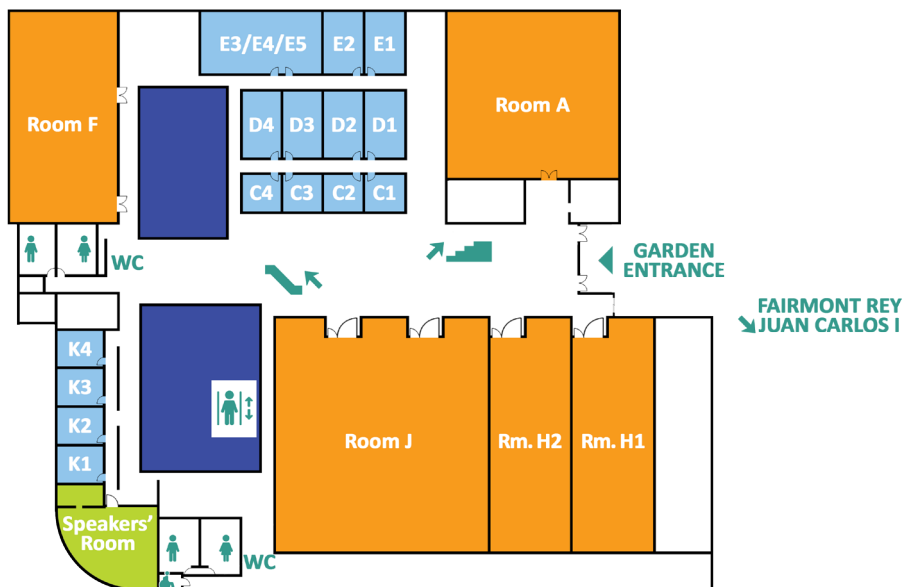 E3/E4/E5
E2
E1
Room F
Room A
D4
D3
D2
D1
C4
C3
C2
C1
WC
GARDEN
ENTRANCE
FAIRMONT REY
JUAN CARLOS I
K4
K3
K2
K1
Room J
Rm. H2
Rm. H1
Speakers'
Room
WC